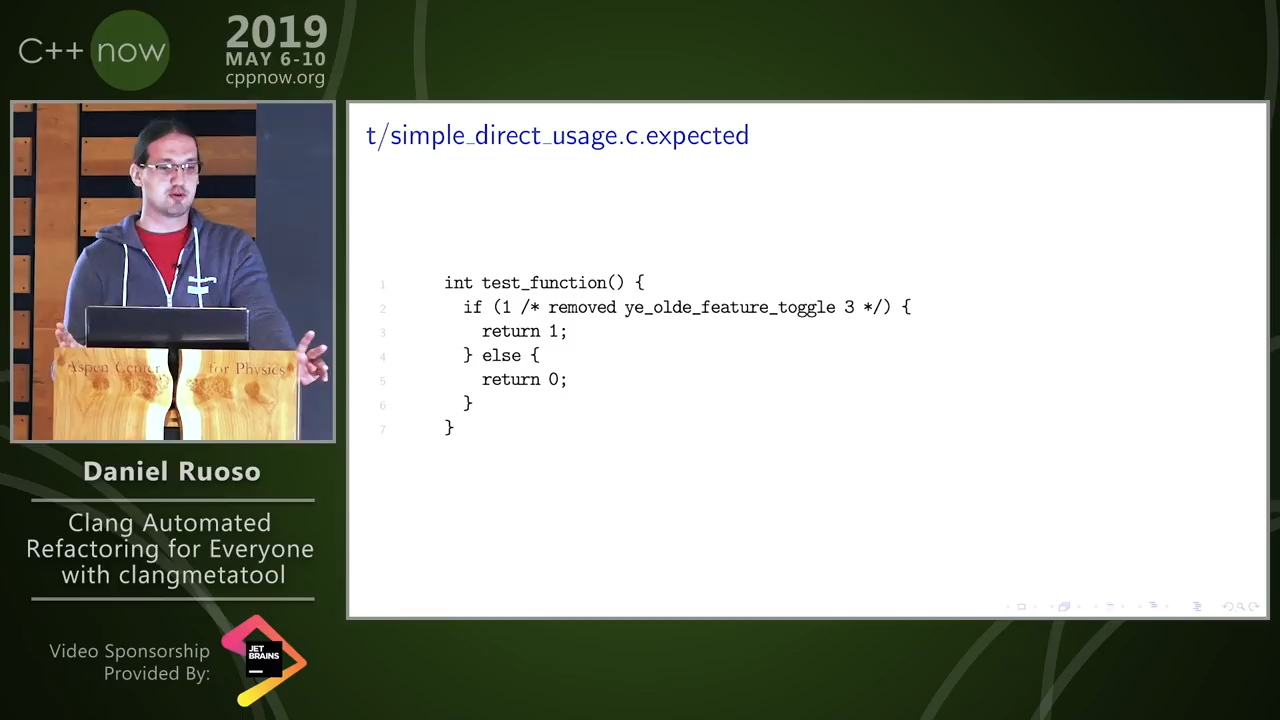 C++ now
2019
MAY 6-10
cppnow.org
t/simple_direct_usage.c.expected
1 int test_function() {
2 if (1 /* removed ye_olde_feature_toggle 3 */) {
3 return 1;
4 } else {
5 return 0;
6 }
7 }
Aspen Center for Physics
Daniel Ruoso
Clang Automated
Refactoring for Everyone
with clangmetatool
Video Sponsorship
Provided By:
JET
BRAINS